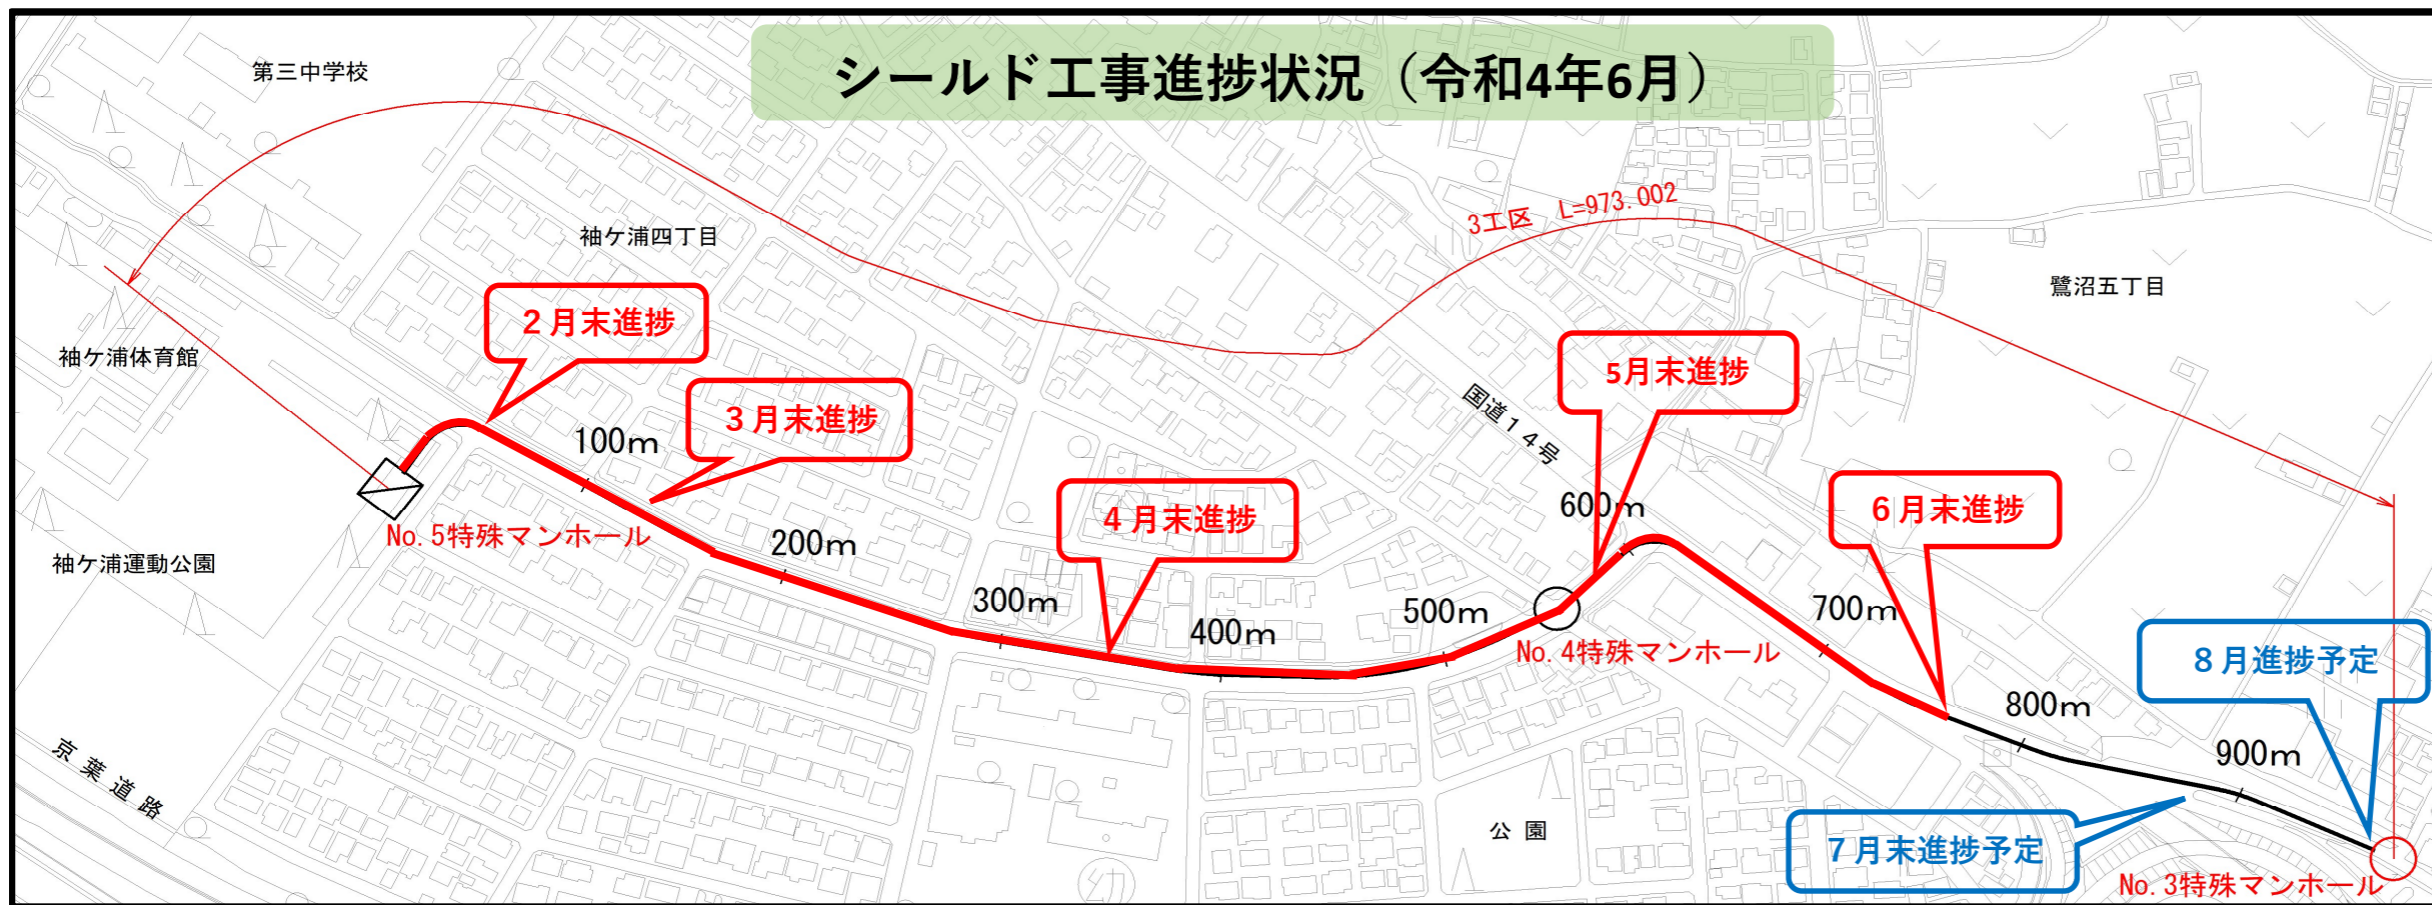 シールド工事進捗状況（令和4年6月）
第三中学校
3工区 L=973.002
袖ケ浦四丁目
鷺沼五丁目
２月末進捗
袖ケ浦体育館
5月末進捗
３月末進捗
国道１４号
100m
６月末進捗
４月末進捗
600m
No.5特殊マンホール
200m
袖ケ浦運動公園
300m
500m
700m
400m
No.4特殊マンホール
８月進捗予定
800m
900m
京葉道路
公園
７月末進捗予定
幼
No.3特殊マンホール